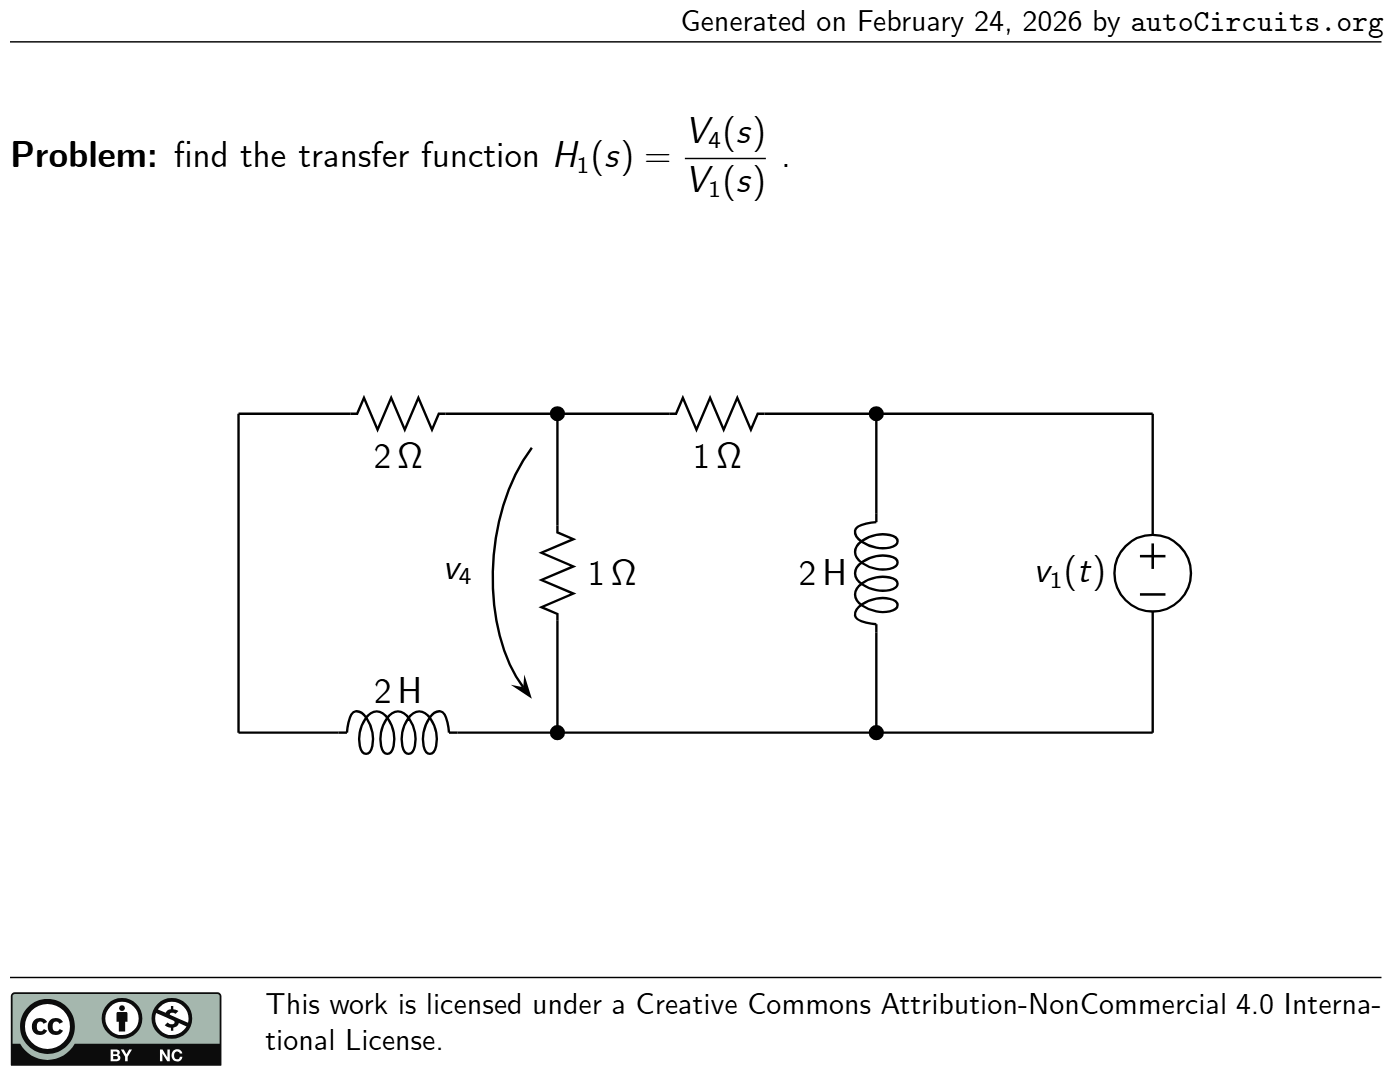 Generated on February 24, 2026 by autoCircuits.org
Problem: find the transfer function H₁(s) = V₄(s) / V₁(s) .
2 Ω
1 Ω
v₄
1 Ω
2 H
v₁(t)
+
−
2 H
This work is licensed under a Creative Commons Attribution-NonCommercial 4.0 Interna-
tional License.
cc
$
BY NC